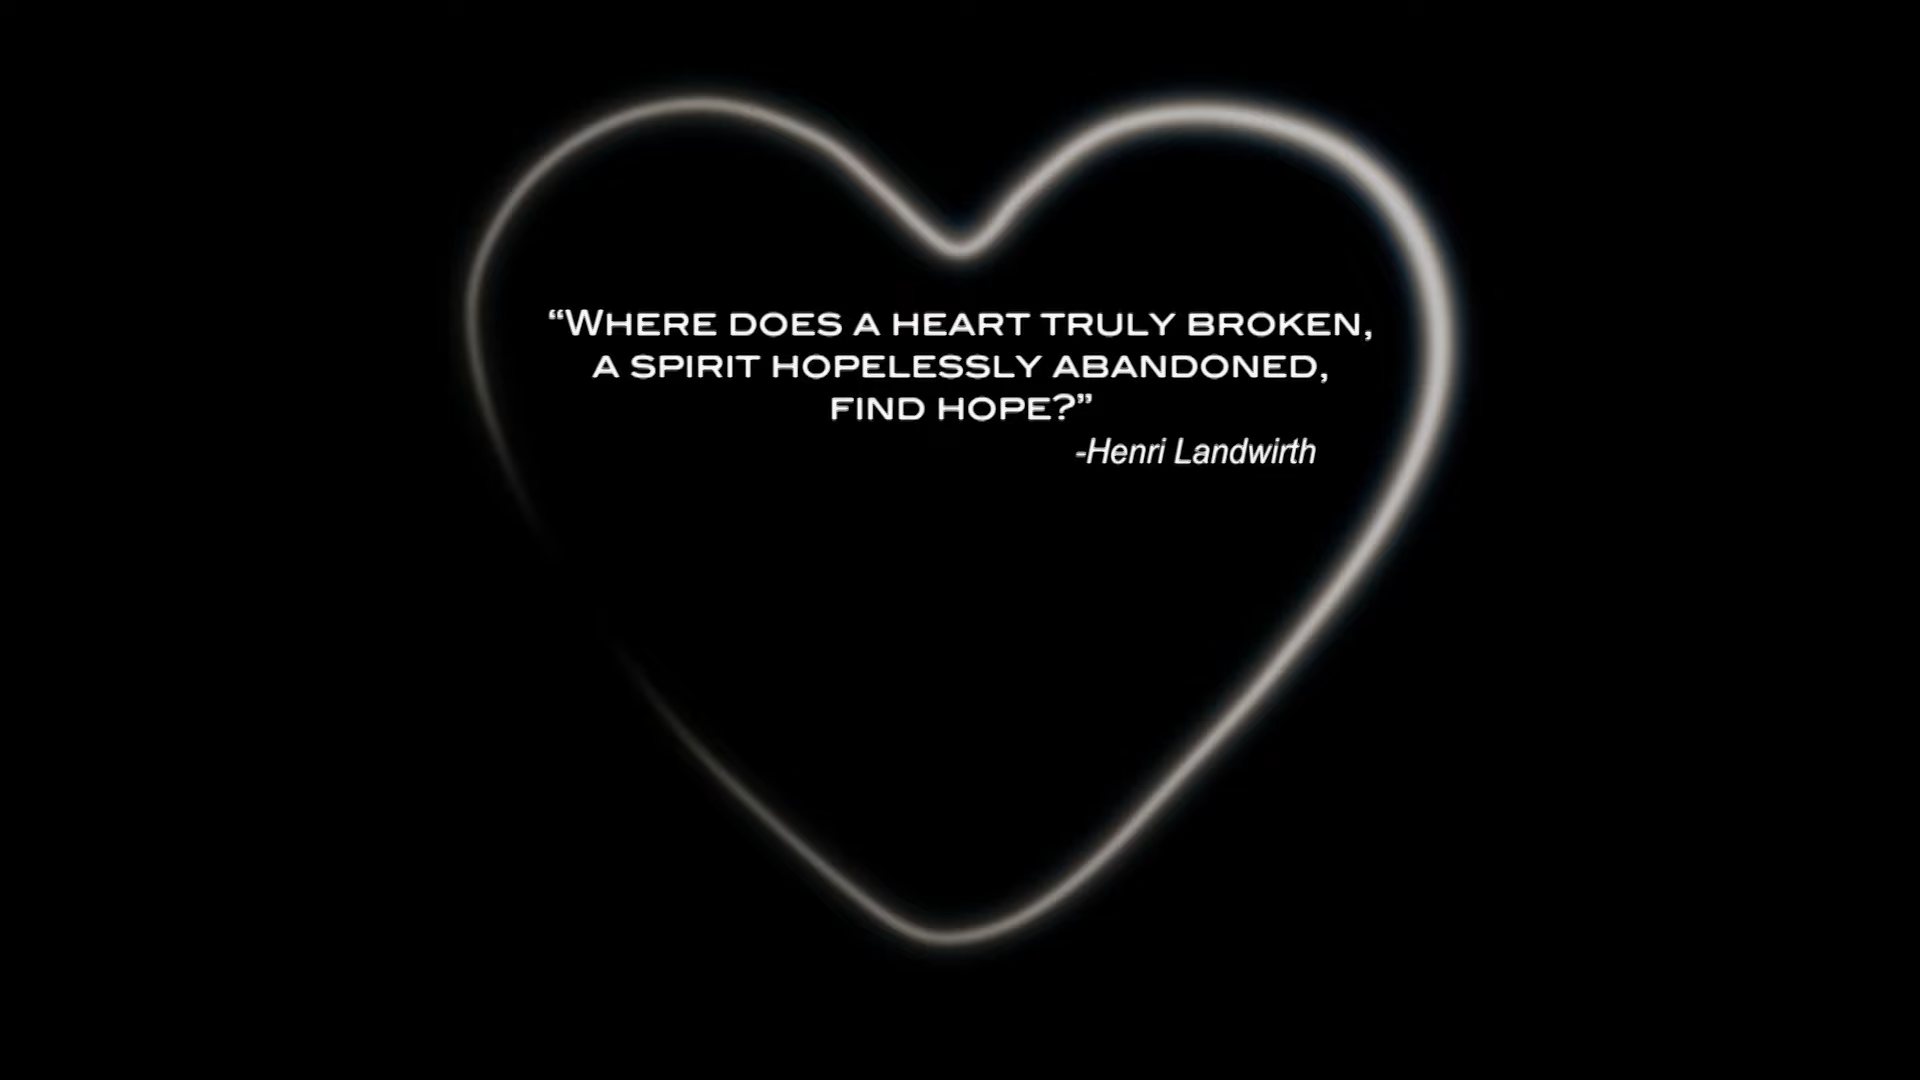 “WHERE DOES A HEART TRULY BROKEN,
A SPIRIT HOPELESSLY ABANDONED,
FIND HOPE?”
-Henri Landwirth